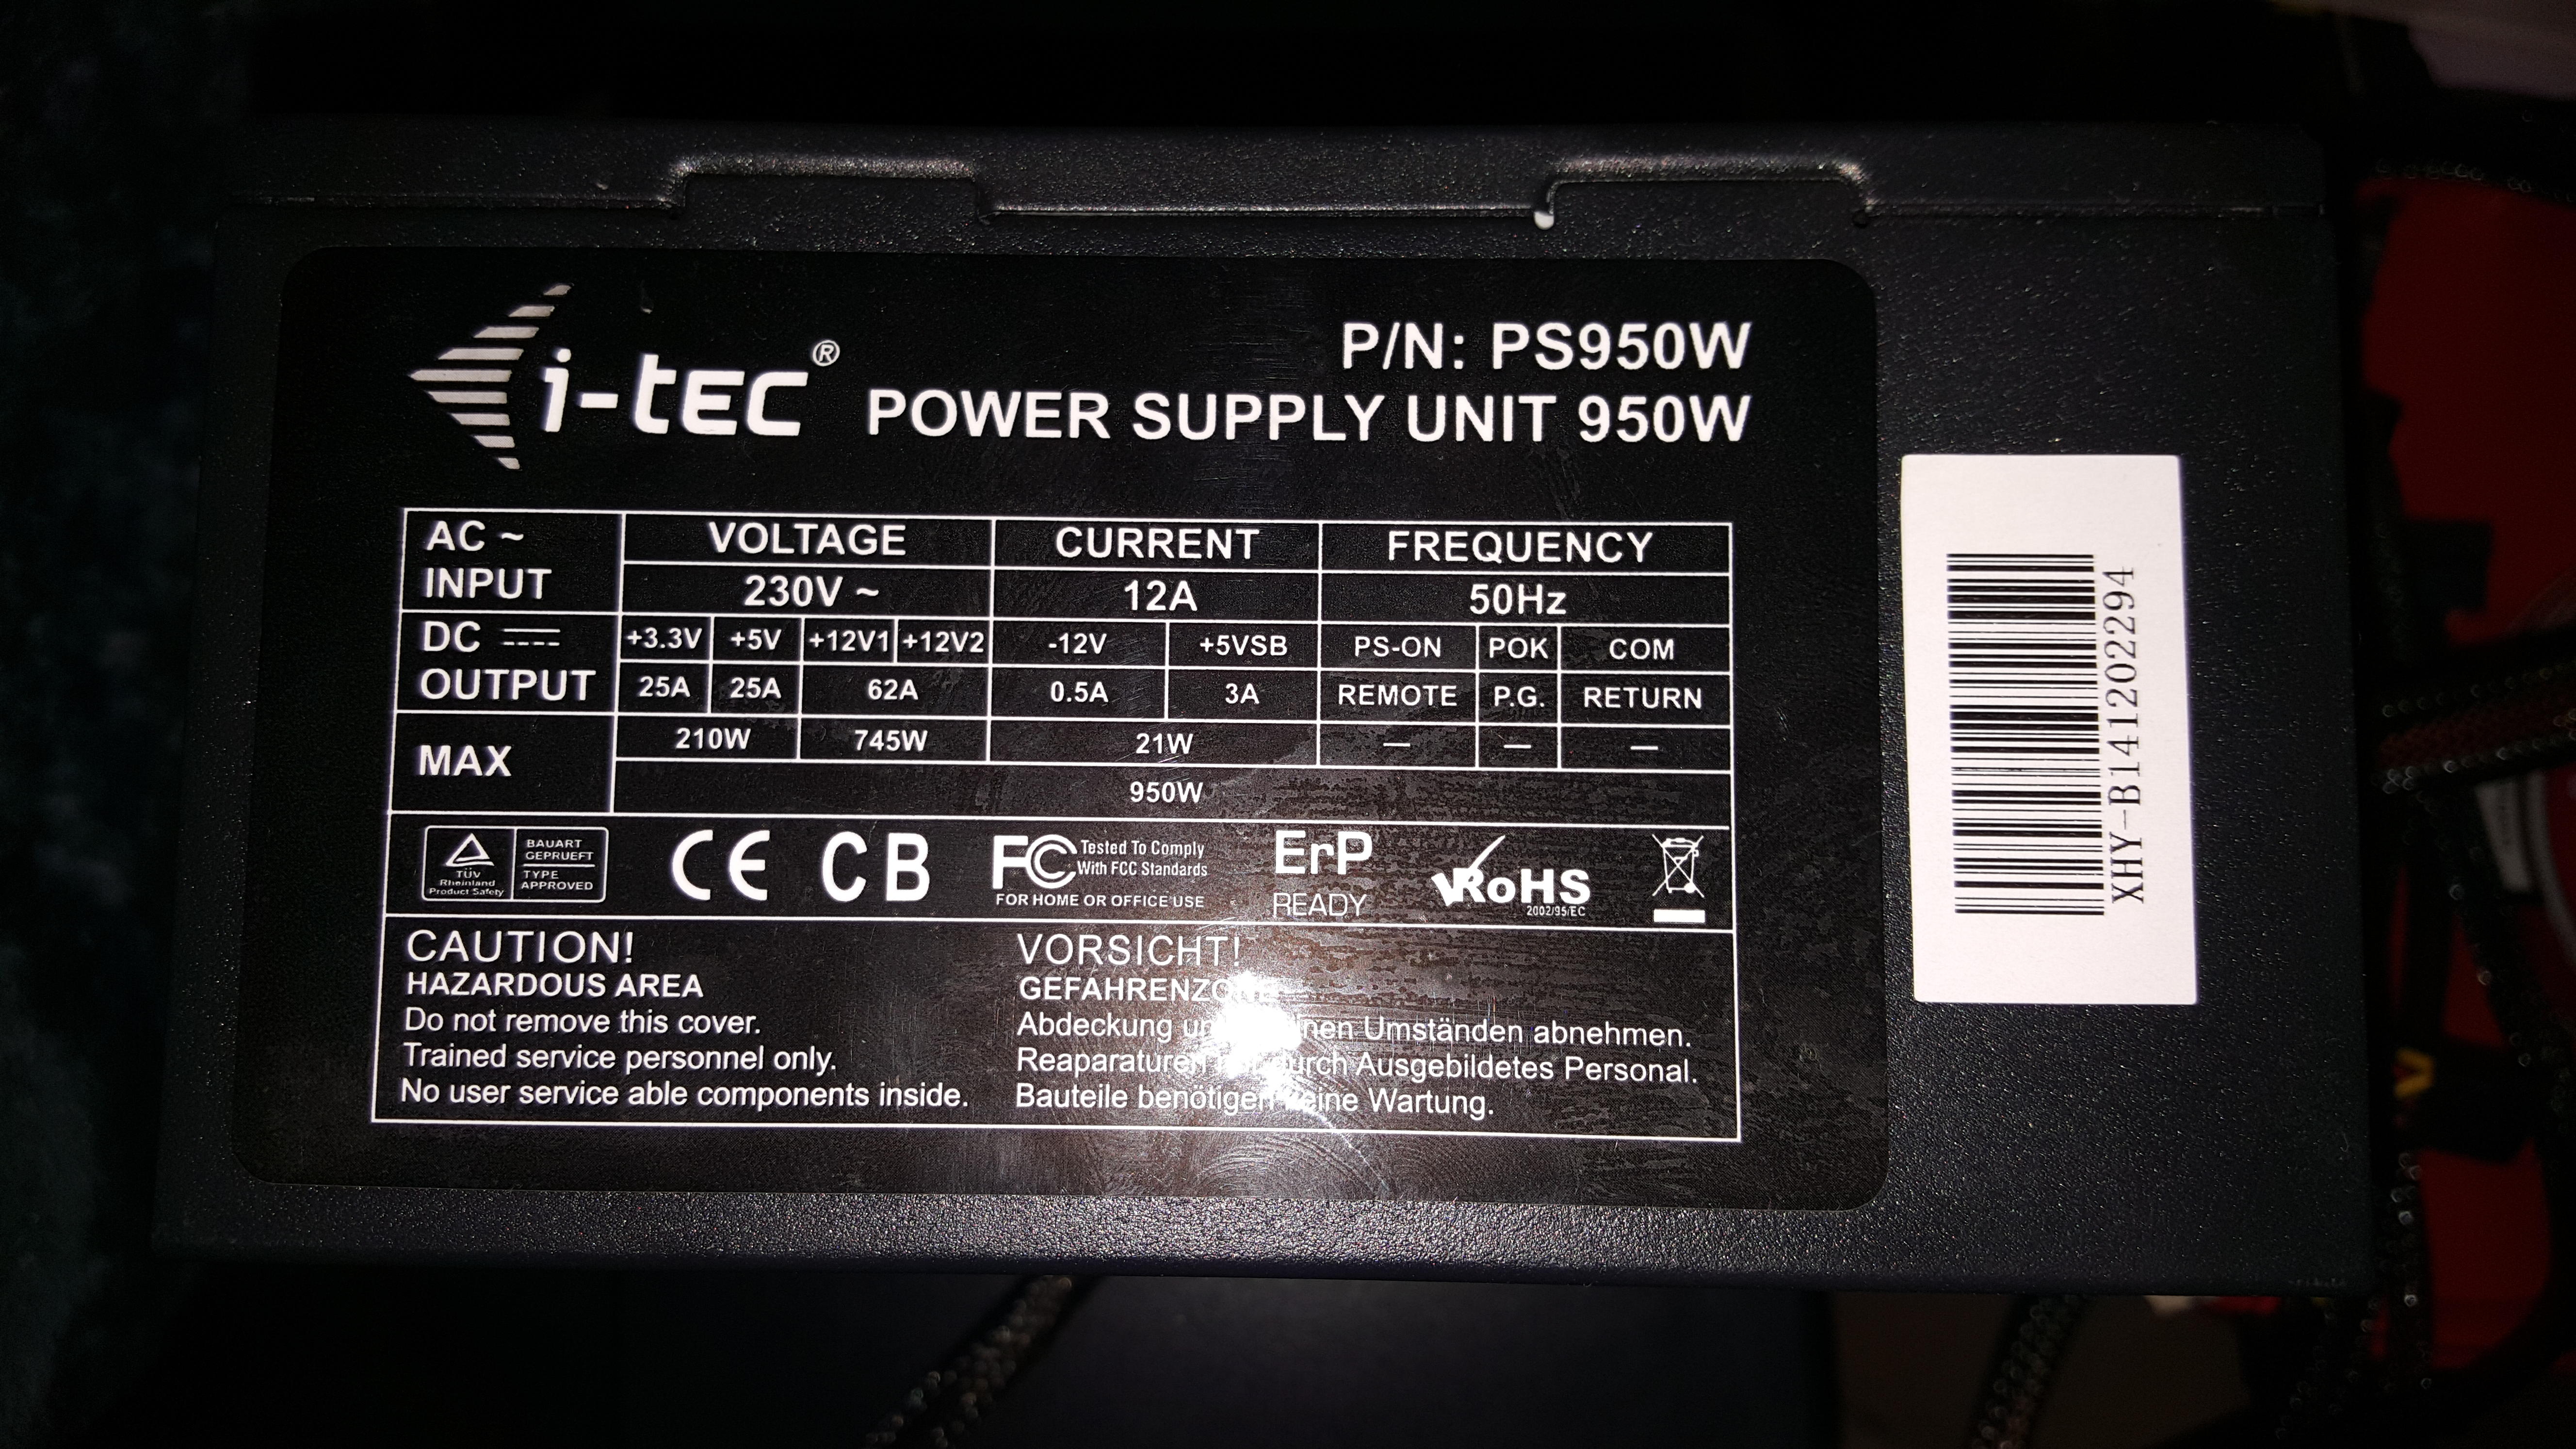 i-tec®
P/N: PS950W
POWER SUPPLY UNIT 950W
AC ~ INPUT VOLTAGE CURRENT FREQUENCY
230V ~ 12A 50Hz
DC OUTPUT +3.3V +5V +12V1 +12V2 -12V +5VSB PS-ON POK COM
25A 25A 62A 0.5A 3A REMOTE P.G. RETURN
MAX 210W 745W 21W — — —
950W
TÜV
Rheinland
Product Safety
BAUART
GEPRUEFT
TYPE
APPROVED
CE
CB
FC Tested To Comply
With FCC Standards
FOR HOME OR OFFICE USE
ErP
READY
RoHS
2002/95/EC
CAUTION!
HAZARDOUS AREA
Do not remove this cover.
Trained service personnel only.
No user service able components inside.
VORSICHT!
Abdeckung Umständen abnehmen.
Ausgebildetes Personal.
Bauteile benötigen Wartung.
XHY-B1412022294